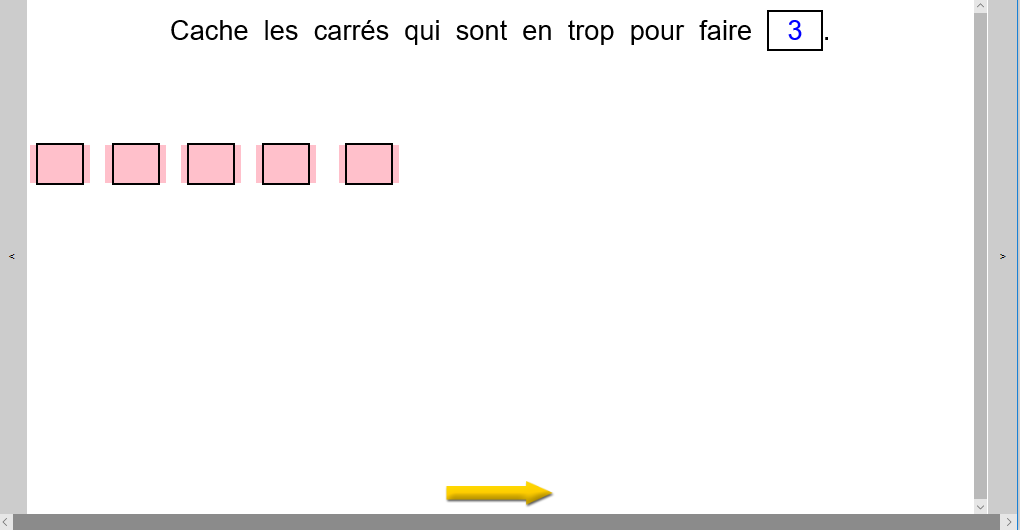 Cache les carrés qui sont en trop pour faire 3.
< >